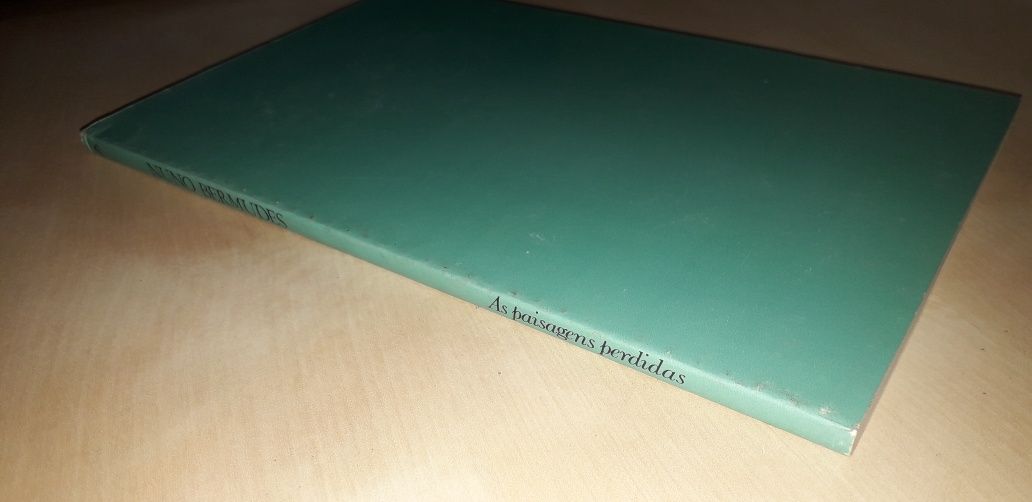 NUNO BERMUDES
As paisagens perdidas